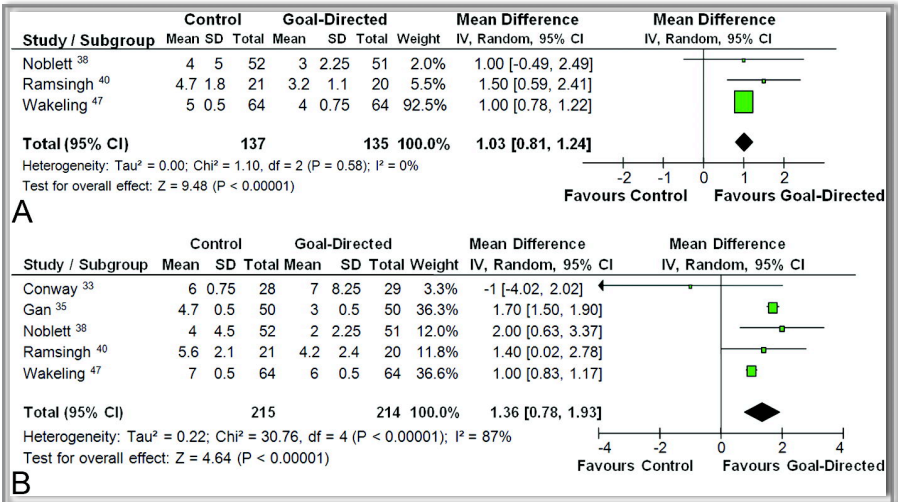 Control Goal-Directed Mean Difference Mean Difference
Study / Subgroup Mean SD Total Mean SD Total Weight IV, Random, 95% CI IV, Random, 95% CI
Noblett 38 4 5 52 3 2.25 51 2.0% 1.00 [-0.49, 2.49]
Ramsingh 40 4.7 1.8 21 3.2 1.1 20 5.5% 1.50 [0.59, 2.41]
Wakeling 47 5 0.5 64 4 0.75 64 92.5% 1.00 [0.78, 1.22]
Total (95% CI) 137 135 100.0% 1.03 [0.81, 1.24]
Heterogeneity: Tau² = 0.00; Chi² = 1.10, df = 2 (P = 0.58); I² = 0%
Test for overall effect: Z = 9.48 (P < 0.00001)
-2 -1 0 1 2
Favours Control Favours Goal-Directed
A
Control Goal-Directed Mean Difference Mean Difference
Study / Subgroup Mean SD Total Mean SD Total Weight IV, Random, 95% CI IV, Random, 95% CI
Conway 33 6 0.75 28 7 8.25 29 3.3% -1 [-4.02, 2.02]
Gan 35 4.7 0.5 50 3 0.5 50 36.3% 1.70 [1.50, 1.90]
Noblett 38 4 4.5 52 2 2.25 51 12.0% 2.00 [0.63, 3.37]
Ramsingh 40 5.6 2.1 21 4.2 2.4 20 11.8% 1.40 [0.02, 2.78]
Wakeling 47 7 0.5 64 6 0.5 64 36.6% 1.00 [0.83, 1.17]
Total (95% CI) 215 214 100.0% 1.36 [0.78, 1.93]
Heterogeneity: Tau² = 0.22; Chi² = 30.76, df = 4 (P < 0.00001); I² = 87%
Test for overall effect: Z = 4.64 (P < 0.00001)
-4 -2 0 2 4
Favours Control Favours Goal-Directed
B